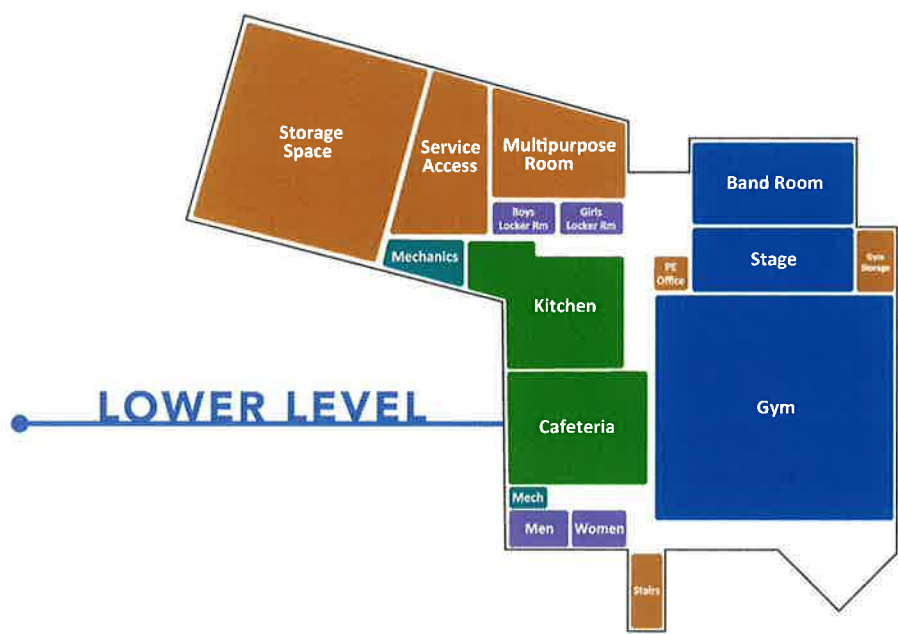 Storage
Space
Service
Access
Multipurpose
Room
Boys
Locker Rm
Girls
Locker Rm
Band Room
Mechanics
Stage
PE
Office
Gym
Storage
Kitchen
LOWER LEVEL
Cafeteria
Gym
Mech
Men
Women
Stairs